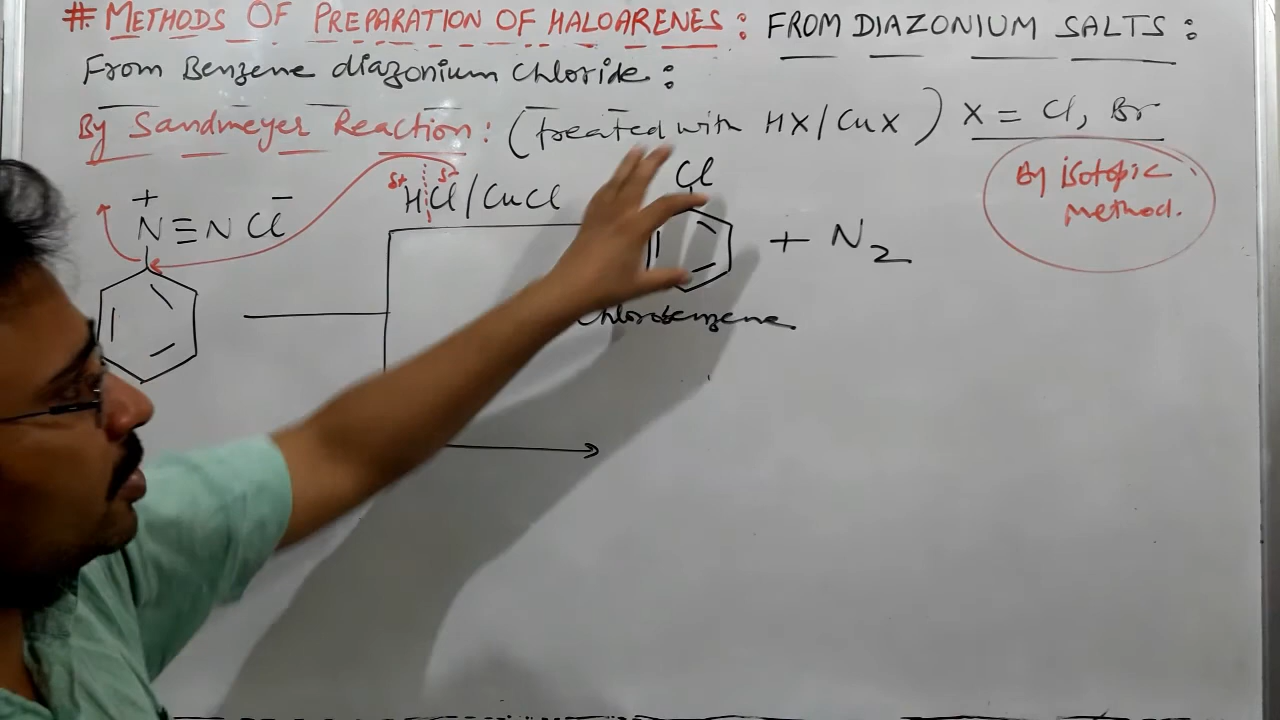 # METHODS OF PREPARATION OF HALOARENES : FROM DIAZONIUM SALTS :
From Benzene diazonium chloride :
By Sandmeyer Reaction : (treated with HX/CuX) X = Cl, Br
By isotopic
method.
δ+ δ-
HCl/CuCl
Cl
+
N≡N Cl-
+ N2
Chlorobenzene